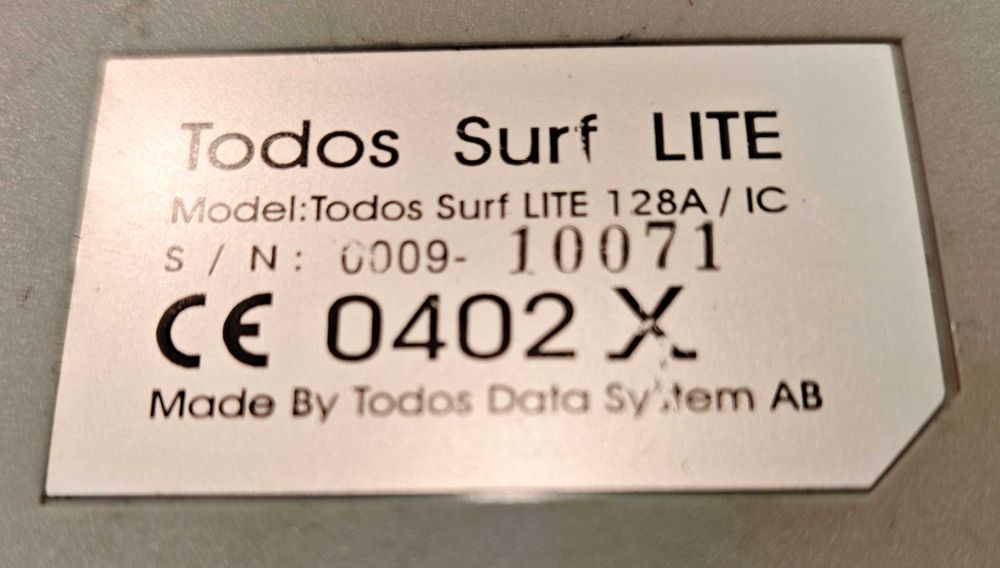 Todos Surf LITE
Model:Todos Surf LITE 128A / IC
S / N : 0009- 10071
CE 0402 X
Made By Todos Data System AB